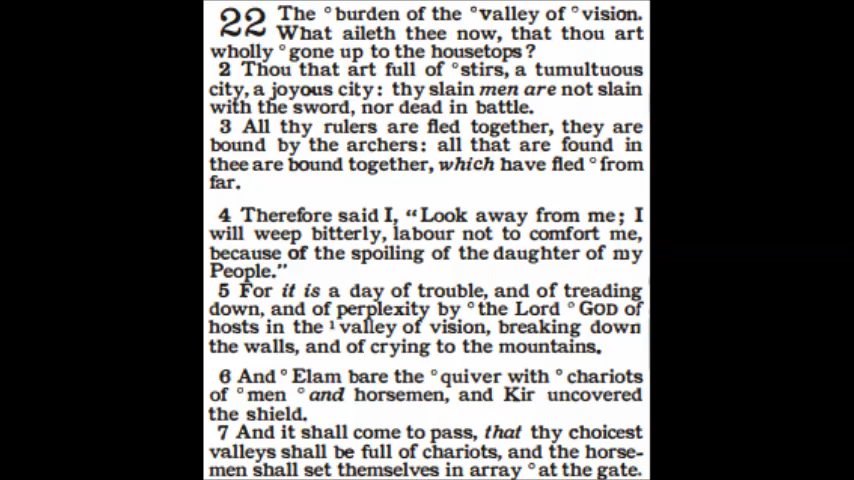 22 The °burden of the °valley of °vision.
What aileth thee now, that thou art
wholly °gone up to the housetops?
2 Thou that art full of °stirs, a tumultuous
city, a joyous city: thy slain men are not slain
with the sword, nor dead in battle.
3 All thy rulers are fled together, they are
bound by the archers: all that are found in
thee are bound together, which have fled °from
far.
4 Therefore said I, “Look away from me; I
will weep bitterly, labour not to comfort me,
because of the spoiling of the daughter of my
People.”
5 For it is a day of trouble, and of treading
down, and of perplexity by °the Lord °GOD of
hosts in the ¹valley of vision, breaking down
the walls, and of crying to the mountains.
6 And °Elam bare the °quiver with °chariots
of °men °and horsemen, and Kir uncovered
the shield.
7 And it shall come to pass, that thy choicest
valleys shall be full of chariots, and the horse-
men shall set themselves in array °at the gate.